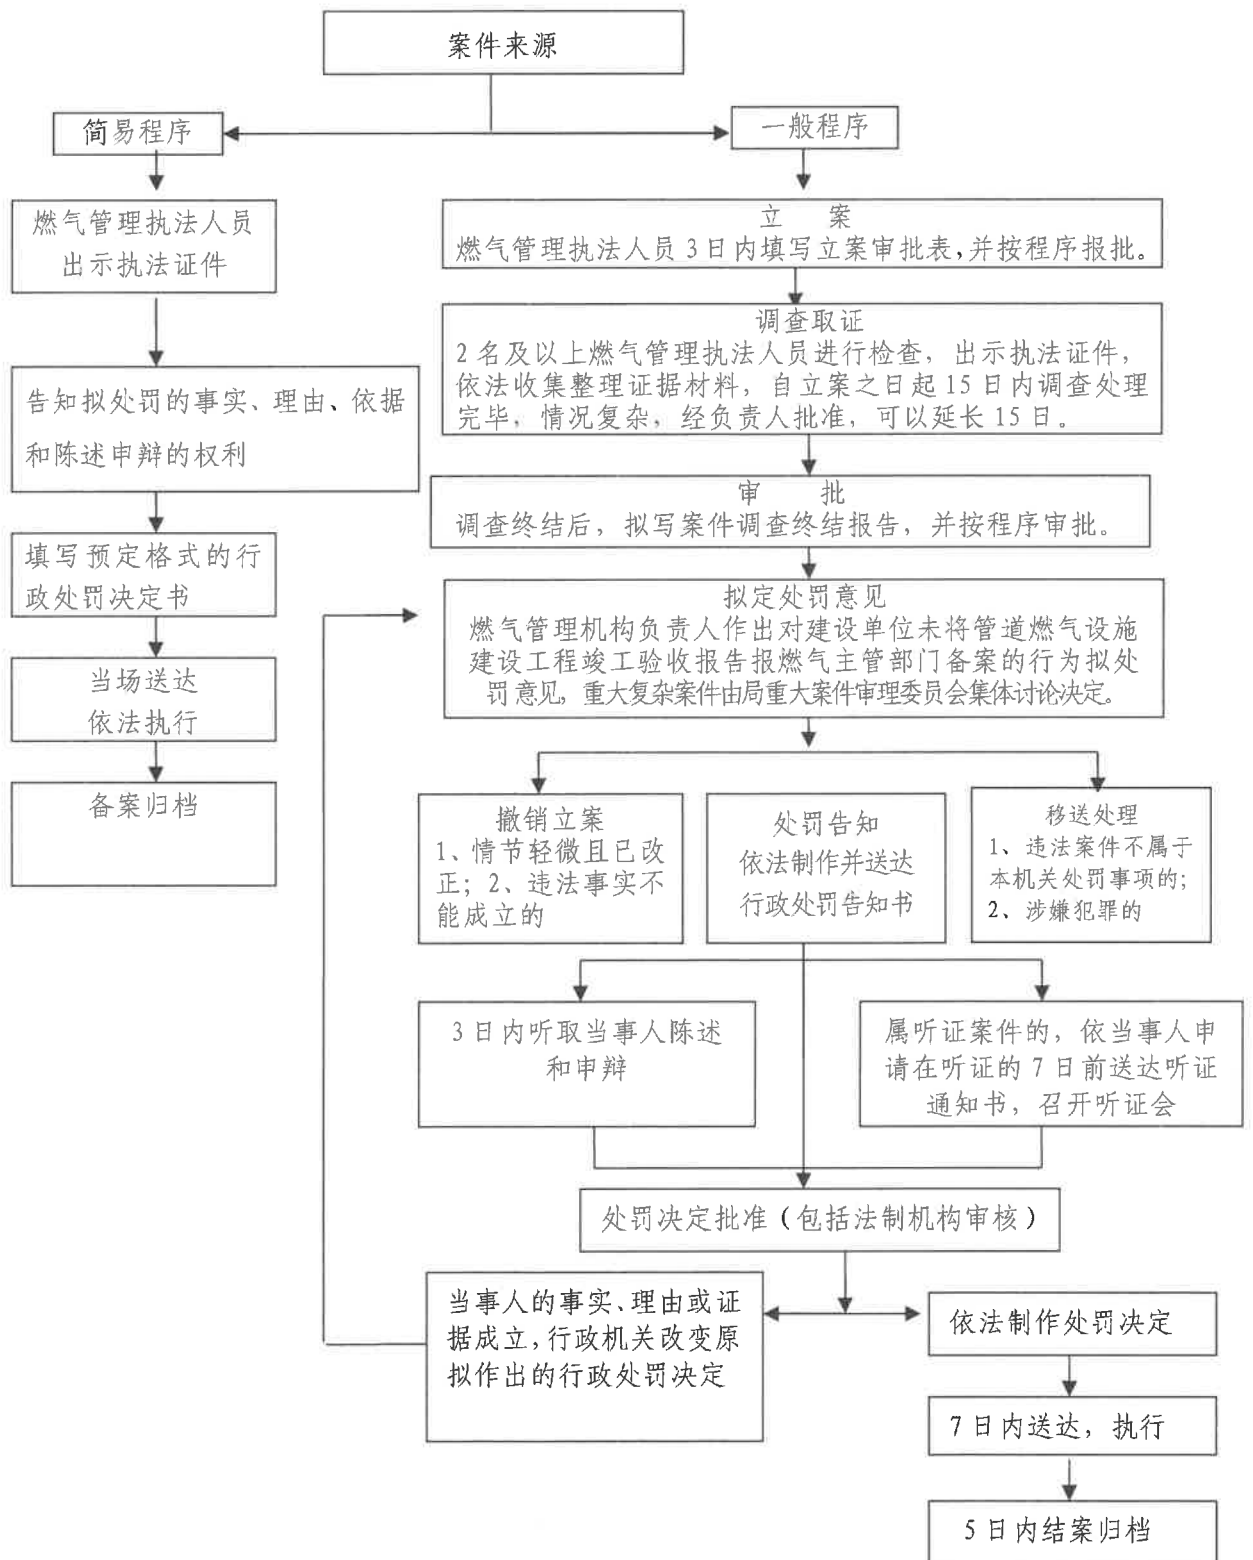 案件来源
简易程序
一般程序
燃气管理执法人员
出示执法证件
告知拟处罚的事实、理由、依据
和陈述申辩的权利
填写预定格式的行
政处罚决定书
当场送达
依法执行
备案归档
立 案
燃气管理执法人员3日内填写立案审批表,并按程序报批。
调查取证
2名及以上燃气管理执法人员进行检查，出示执法证件，
依法收集整理证据材料，自立案之日起15日内调查处理
完毕，情况复杂，经负责人批准，可以延长15日。
审 批
调查终结后，拟写案件调查终结报告，并按程序审批。
拟定处罚意见
燃气管理机构负责人作出对建设单位未将管道燃气设施
建设工程竣工验收报告报燃气主管部门备案的行为拟处
罚意见，重大复杂案件由局重大案件审理委员会集体讨论决定。
撤销立案
1、情节轻微且已改
正；2、违法事实不
能成立的
处罚告知
依法制作并送达
行政处罚告知书
移送处理
1、违法案件不属于
本机关处罚事项的；
2、涉嫌犯罪的
3日内听取当事人陈述
和申辩
属听证案件的，依当事人申
请在听证的7日前送达听证
通知书，召开听证会
处罚决定批准（包括法制机构审核）
当事人的事实、理由或证
据成立,行政机关改变原
拟作出的行政处罚决定
依法制作处罚决定
7日内送达，执行
5日内结案归档